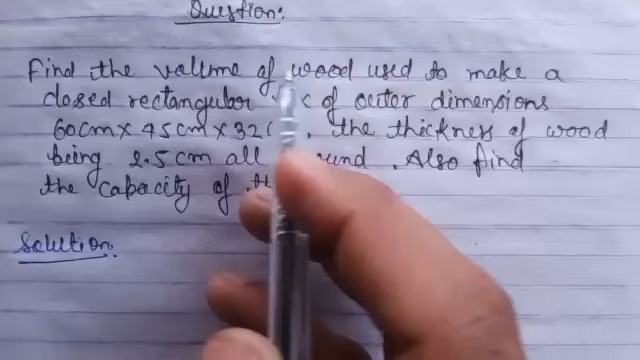 Question:
Find the volume of wood used to make a
closed rectangular of outer dimensions
60cm x 45cm x 32 . The thickness of wood
being 2.5cm all . Also find
the capacity of
Solution: